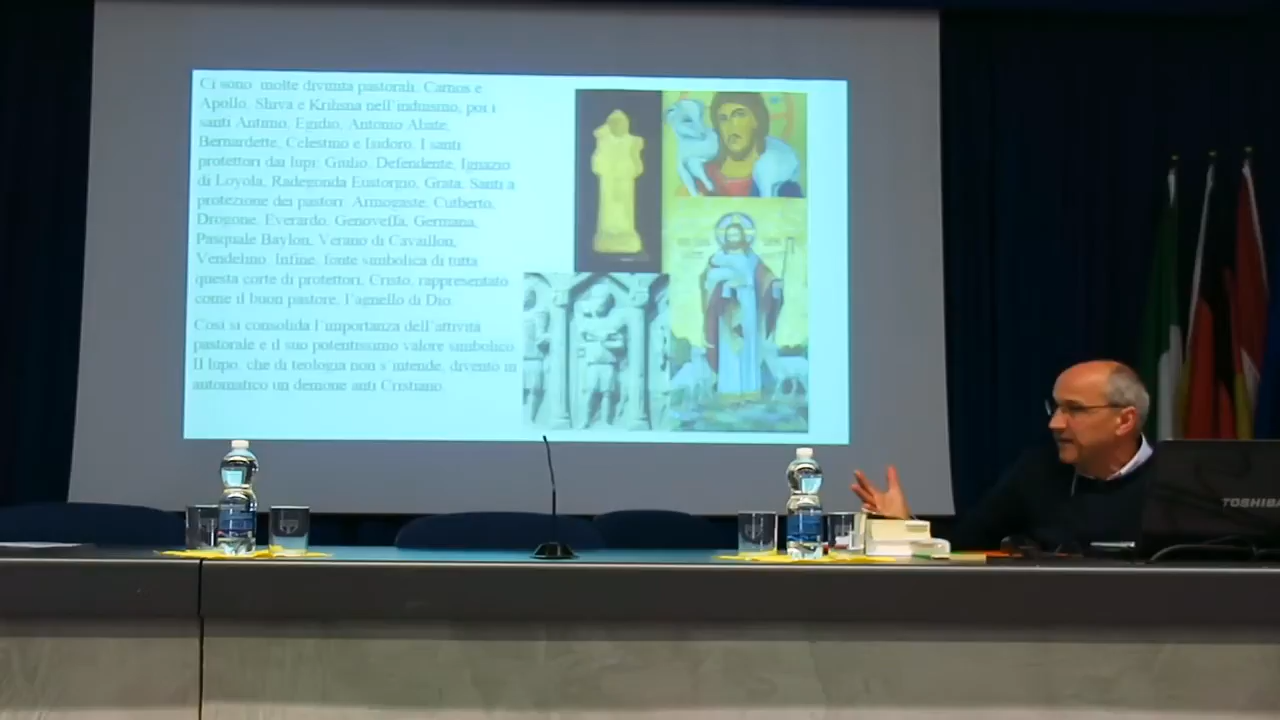 Ci sono molte divinità pastorali. Carnos e
Apollo, Shiva e Krihsna nell'induismo, poi i
santi Antimo, Egidio, Antonio Abate,
Bernardette, Celestino e Isidoro. I santi
protettori dai lupi: Giulio, Defendente, Ignazio
di Loyola, Radegonda Eustorgio, Grata. Santi a
protezione dei pastori: Armogaste, Cutberto,
Drogone, Everardo, Genoveffa, Germana,
Pasquale Baylon, Verano di Cavaillon,
Vendelino. Infine, fonte simbolica di tutta
questa corte di protettori, Cristo, rappresentato
come il buon pastore, l'agnello di Dio.
Così si consolida l'importanza dell'attività
pastorale e il suo potentissimo valore simbolico
Il lupo, che di teologia non s'intende, diventa in
automatico un demone anti Cristiano.
TOSHIBA